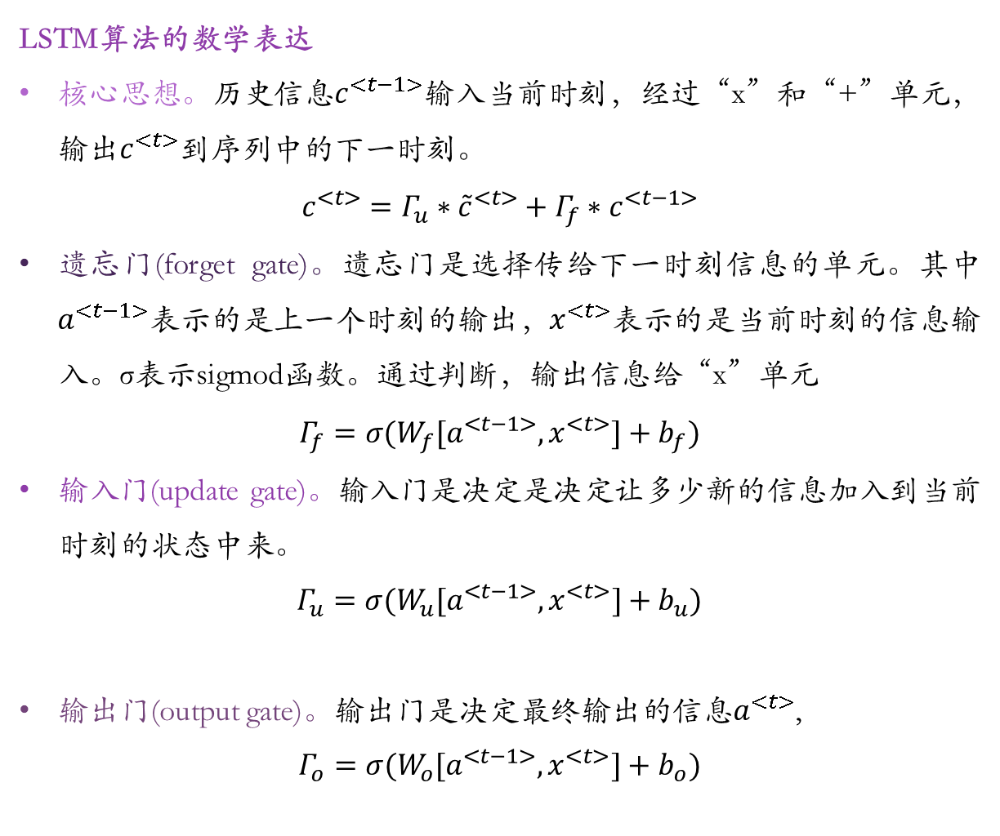 LSTM算法的数学表达
• 核心思想。历史信息c^{<t−1>}输入当前时刻，经过“x”和“+”单元，
输出c^{<t>}到序列中的下一时刻。
c^{<t>} = Γ_u ∗ c̃^{<t>} + Γ_f ∗ c^{<t−1>}
• 遗忘门(forget gate)。遗忘门是选择传给下一时刻信息的单元。其中
a^{<t−1>}表示的是上一个时刻的输出，x^{<t>}表示的是当前时刻的信息输
入。σ表示sigmod函数。通过判断，输出信息给“x”单元
Γ_f = σ(W_f[a^{<t−1>}, x^{<t>}] + b_f)
• 输入门(update gate)。输入门是决定是决定让多少新的信息加入到当前
时刻的状态中来。
Γ_u = σ(W_u[a^{<t−1>}, x^{<t>}] + b_u)
• 输出门(output gate)。输出门是决定最终输出的信息a^{<t>},
Γ_o = σ(W_o[a^{<t−1>}, x^{<t>}] + b_o)